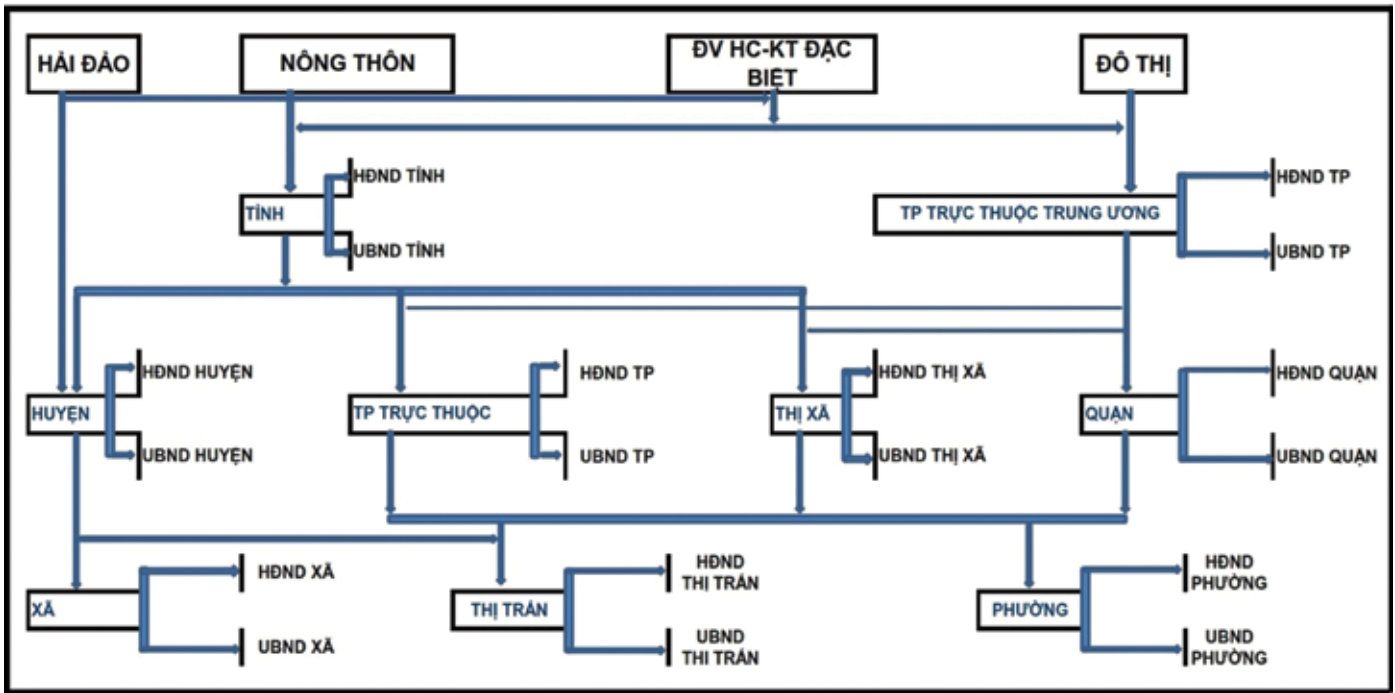 HẢI ĐẢO
NÔNG THÔN
ĐV HC-KT ĐẶC
BIỆT
ĐÔ THỊ
HĐND TỈNH
TỈNH
UBND TỈNH
HĐND TP
TP TRỰC THUỘC TRUNG ƯƠNG
UBND TP
HĐND HUYỆN
HUYỆN
UBND HUYỆN
HĐND TP
TP TRỰC THUỘC
UBND TP
HĐND THỊ XÃ
THỊ XÃ
UBND THỊ XÃ
HĐND QUẬN
QUẬN
UBND QUẬN
HĐND XÃ
XÃ
UBND XÃ
HĐND
THỊ TRẤN
THỊ TRẤN
UBND
THỊ TRẤN
HĐND
PHƯỜNG
PHƯỜNG
UBND
PHƯỜNG